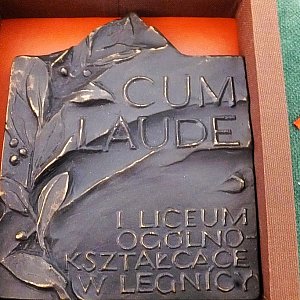 CUM
LAUDE
I LICEUM
OGÓLNO-
KSZTAŁCĄCE
W LEGNICY